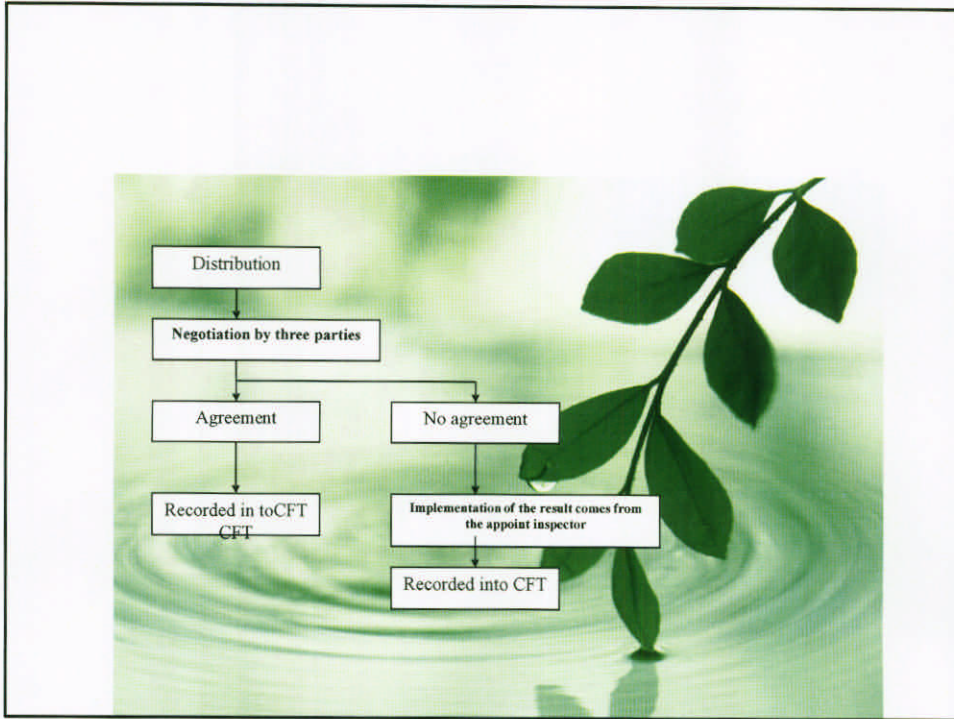 Distribution
Negotiation by three parties
Agreement
No agreement
Recorded in toCFT
CFT
Implementation of the result comes from
the appoint inspector
Recorded into CFT